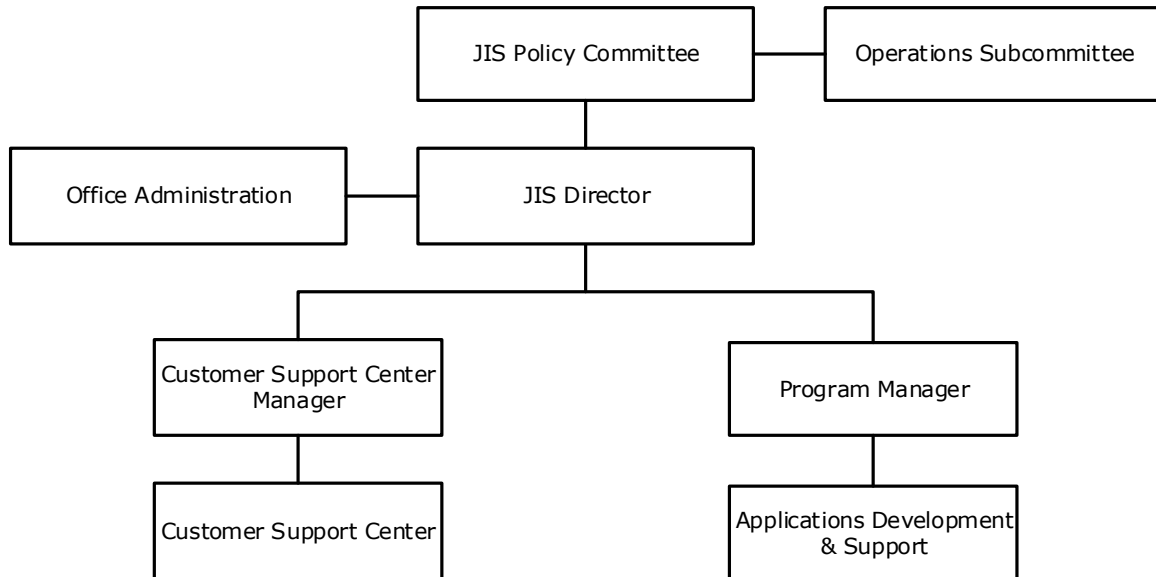 JIS Policy Committee
Operations Subcommittee
Office Administration
JIS Director
Customer Support Center
Manager
Program Manager
Customer Support Center
Applications Development
& Support